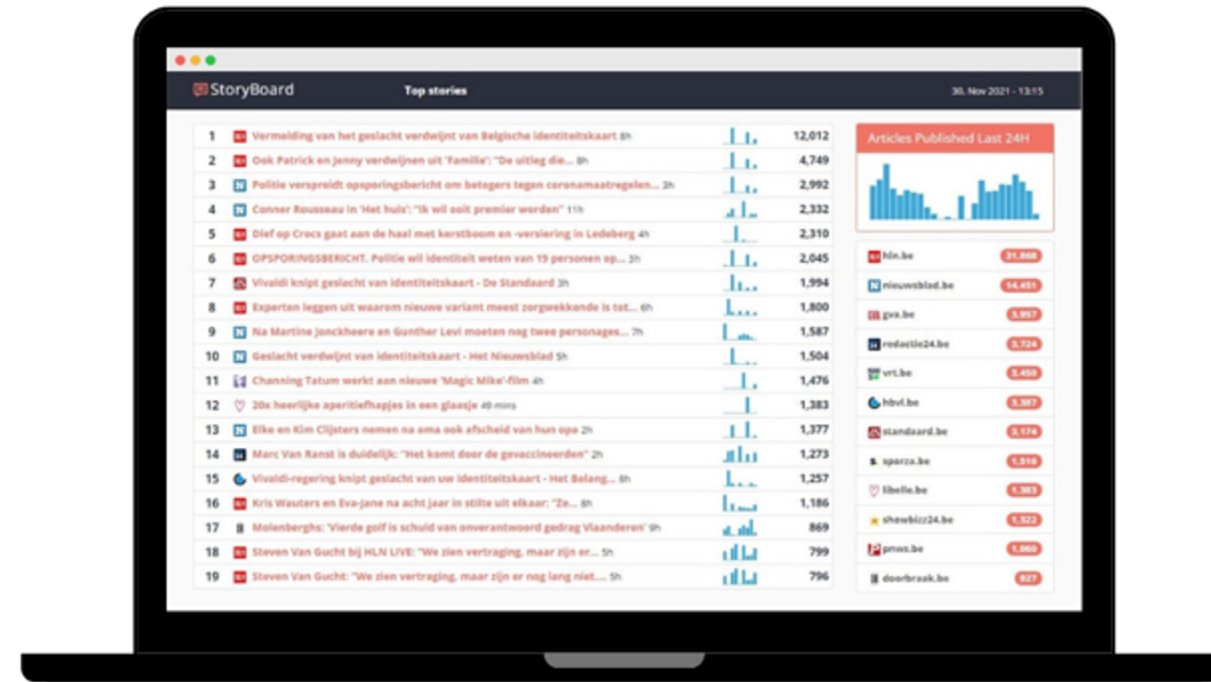 StoryBoard
Top stories
30. Nov 2021 - 13:15
1 Vermelding van het geslacht verdwijnt van Belgische identiteitskaart 8h 12,012
2 Ook Patrick en Jenny verdwijnen uit 'Familie': "De uitleg die... 8h 4,749
3 Politie verspreidt opsporingsbericht om betogers tegen coronamaatregelen... 3h 2,992
4 Conner Rousseau in 'Het huis': "Ik wil ooit premier worden" 11h 2,332
5 Dief op Crocs gaat aan de haal met kerstboom en -versiering in Ledeberg 4h 2,310
6 OPSPORINGSBERICHT. Politie wil identiteit weten van 19 personen op... 3h 2,045
7 Vivaldi knipt geslacht van identiteitskaart - De Standaard 3h 1,994
8 Experten leggen uit waarom nieuwe variant meest zorgwekkende is tot... 6h 1,800
9 Na Martine Jonckheere en Gunther Levi moeten nog twee personages... 7h 1,587
10 Geslacht verdwijnt van identiteitskaart - Het Nieuwsblad 5h 1,504
11 Channing Tatum werkt aan nieuwe 'Magic Mike'-film 4h 1,476
12 20x heerlijke aperitiefhapjes in een glaasje 49 mins 1,383
13 Elke en Kim Clijsters nemen na oma ook afscheid van hun opa 2h 1,377
14 Marc Van Ranst is duidelijk: "Het komt door de gevaccineerden" 2h 1,273
15 Vivaldi-regering knipt geslacht van uw identiteitskaart - Het Belang... 8h 1,257
16 Kris Wauters en Eva-Jane na acht jaar in stilte uit elkaar: "Ze... 8h 1,186
17 Molenberghs: 'Vierde golf is schuld van onverantwoord gedrag Vlaanderen' 9h 869
18 Steven Van Gucht bij HLN LIVE: "We zien vertraging, maar zijn er... 5h 799
19 Steven Van Gucht: "We zien vertraging, maar zijn er nog lang niet.... 5h 796
Articles Published Last 24H
hln.be 31,868
nieuwsblad.be 14,451
gva.be 3,957
redactie24.be 3,724
vrt.be 3,450
hbvl.be 3,387
standaard.be 3,174
sporza.be 1,516
libelle.be 1,383
showbizz24.be 1,322
pnws.be 1,060
doorbraak.be 927